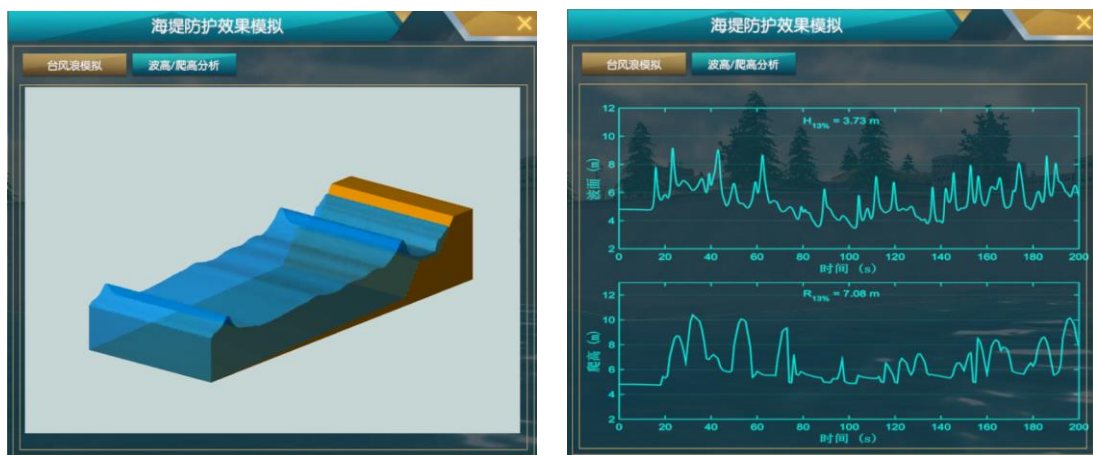 海堤防护效果模拟
台风浪模拟
波高/爬高分析
海堤防护效果模拟
台风浪模拟
波高/爬高分析
12
10
8
6
4
2
波面 (m)
H13% = 3.73 m
0 20 40 60 80 100 120 140 160 180 200
时间 (s)
12
10
8
6
4
2
爬高 (m)
R13% = 7.08 m
0 20 40 60 80 100 120 140 160 180 200
时间 (s)